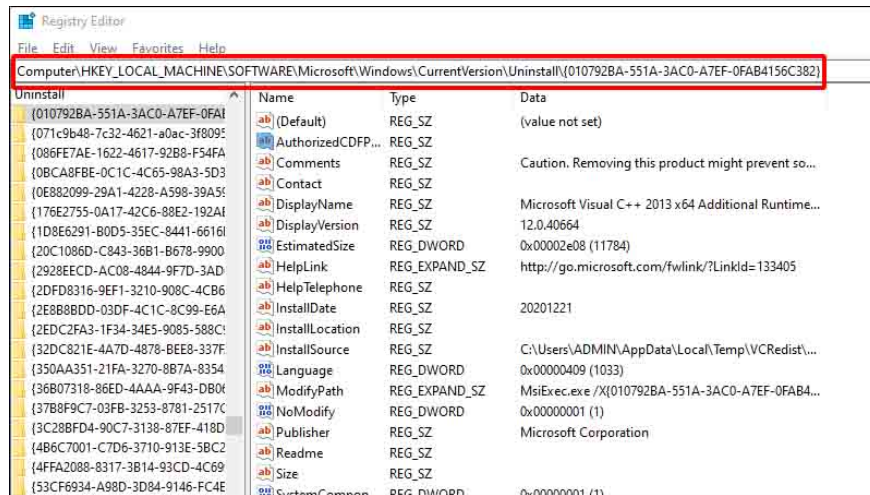 Registry Editor
File Edit View Favorites Help
Computer\HKEY_LOCAL_MACHINE\SOFTWARE\Microsoft\Windows\CurrentVersion\Uninstall\{010792BA-551A-3AC0-A7EF-0FAB4156C382}
Uninstall
{010792BA-551A-3AC0-A7EF-0FAE
{071c9b48-7c32-4621-a0ac-3f8095
{086FE7AE-1622-4617-92B8-F54FA
{0BCA8FBE-0C1C-4C65-98A3-5D3
{0E882099-29A1-4228-A598-39A59
{176E2755-0A17-42C6-88E2-192AE
{1D8E6291-B0D5-35EC-8441-6616
{20C1086D-C843-36B1-B678-9900
{2928EECD-AC08-4844-9F7D-3AD
{2DFD8316-9EF1-3210-908C-4CB6
{2E8B8BDD-03DF-4C1C-8C99-E6A
{2EDC2FA3-1F34-34E5-9085-588C
{32DC821E-4A7D-4878-BEE8-337F
{350AA351-21FA-3270-8B7A-8354
{36B07318-86ED-4AAA-9F43-DB06
{37B8F9C7-03FB-3253-8781-2517C
{3C28BFD4-90C7-3138-87EF-418D
{4B6C7001-C7D6-3710-913E-5BC2
{4FFA2088-8317-3B14-93CD-4C69
{53CF6934-A98D-3D84-9146-FC4E
Name Type Data
(Default) REG_SZ (value not set)
AuthorizedCDFP... REG_SZ
Comments REG_SZ Caution. Removing this product might prevent so...
Contact REG_SZ
DisplayName REG_SZ Microsoft Visual C++ 2013 x64 Additional Runtime...
DisplayVersion REG_SZ 12.0.40664
EstimatedSize REG_DWORD 0x00002e08 (11784)
HelpLink REG_EXPAND_SZ http://go.microsoft.com/fwlink/?LinkId=133405
HelpTelephone REG_SZ
InstallDate REG_SZ 20201221
InstallLocation REG_SZ
InstallSource REG_SZ C:\Users\ADMIN\AppData\Local\Temp\VCRedist\...
Language REG_DWORD 0x00000409 (1033)
ModifyPath REG_EXPAND_SZ MsiExec.exe /X{010792BA-551A-3AC0-A7EF-0FAB4...
NoModify REG_DWORD 0x00000001 (1)
Publisher REG_SZ Microsoft Corporation
Readme REG_SZ
Size REG_SZ
SystemCompon... REG_DWORD 0x00000001 (1)